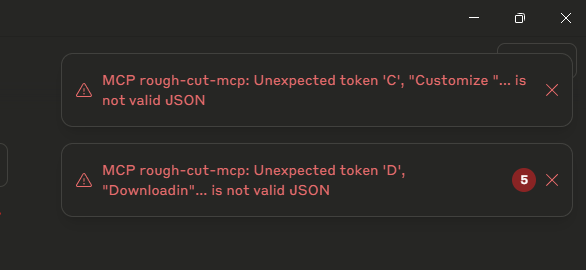 MCP rough-cut-mcp: Unexpected token 'C', "Customize "... is
not valid JSON
MCP rough-cut-mcp: Unexpected token 'D',
"Downloadin"... is not valid JSON
5